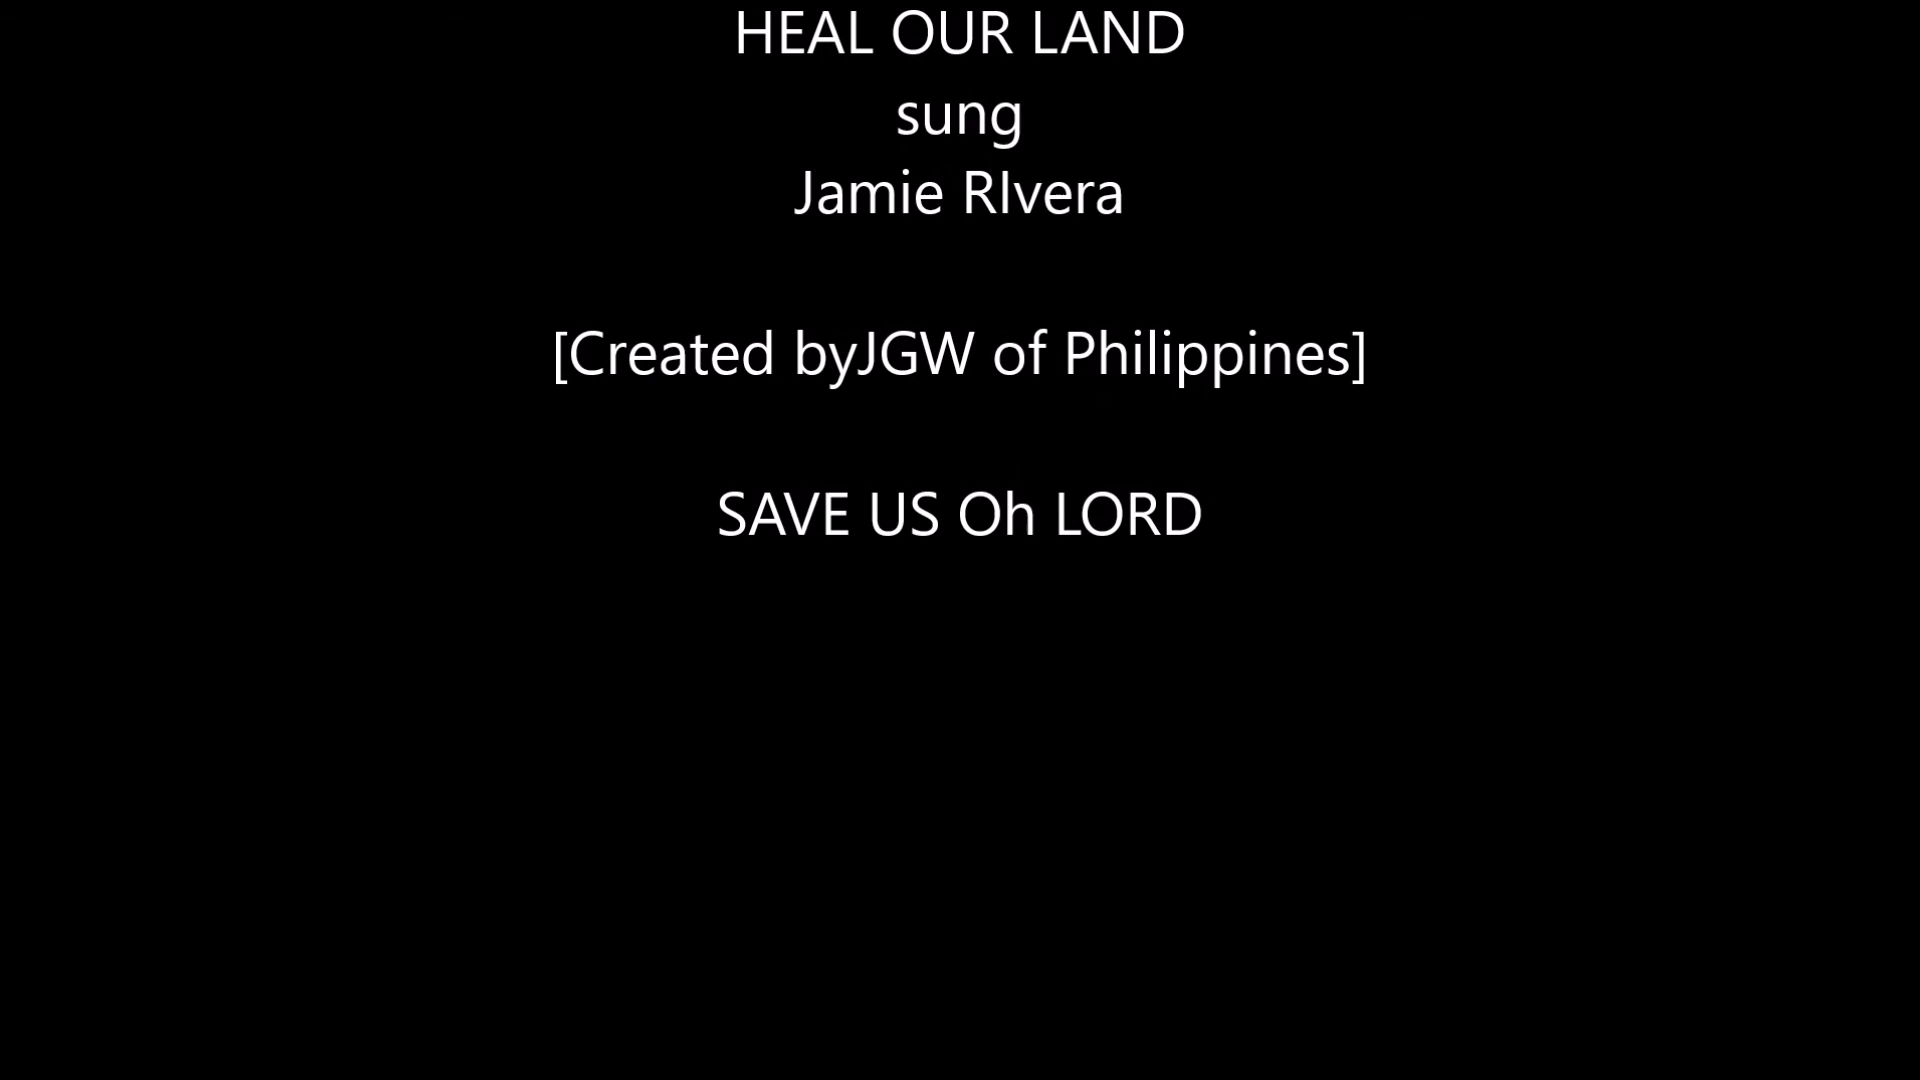 HEAL OUR LAND
sung
Jamie RIvera
[Created byJGW of Philippines]
SAVE US Oh LORD